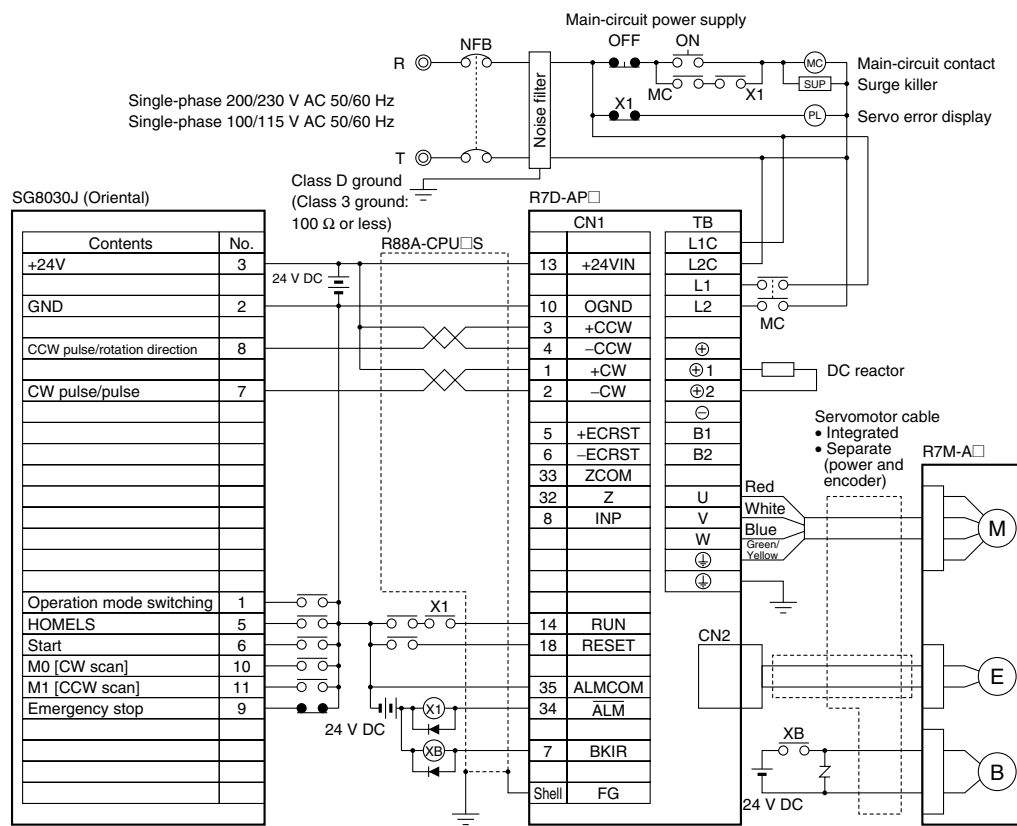 Main-circuit power supply
OFF ON
NFB
R
MC
Main-circuit contact
SUP
Surge killer
MC X1
X1
PL
Servo error display
Noise filter
Single-phase 200/230 V AC 50/60 Hz
Single-phase 100/115 V AC 50/60 Hz
T
Class D ground
(Class 3 ground:
100 Ω or less)
SG8030J (Oriental)
R7D-AP□
R88A-CPU□S
Contents No.
+24V 3
GND 2
CCW pulse/rotation direction 8
CW pulse/pulse 7
Operation mode switching 1
HOMELS 5
Start 6
M0 [CW scan] 10
M1 [CCW scan] 11
Emergency stop 9
24 V DC
X1
24 V DC
X1
XB
CN1
13 +24VIN
10 OGND
3 +CCW
4 −CCW
1 +CW
2 −CW
5 +ECRST
6 −ECRST
33 ZCOM
32 Z
8 INP
14 RUN
18 RESET
35 ALMCOM
34 ALM
7 BKIR
Shell FG
TB
L1C
L2C
L1
L2
⊕
⊕1
⊕2
⊖
B1
B2
U
V
W
CN2
MC
DC reactor
Servomotor cable
• Integrated
• Separate
(power and
encoder)
R7M-A□
Red
White
Blue
Green/
Yellow
M
E
XB
B
24 V DC